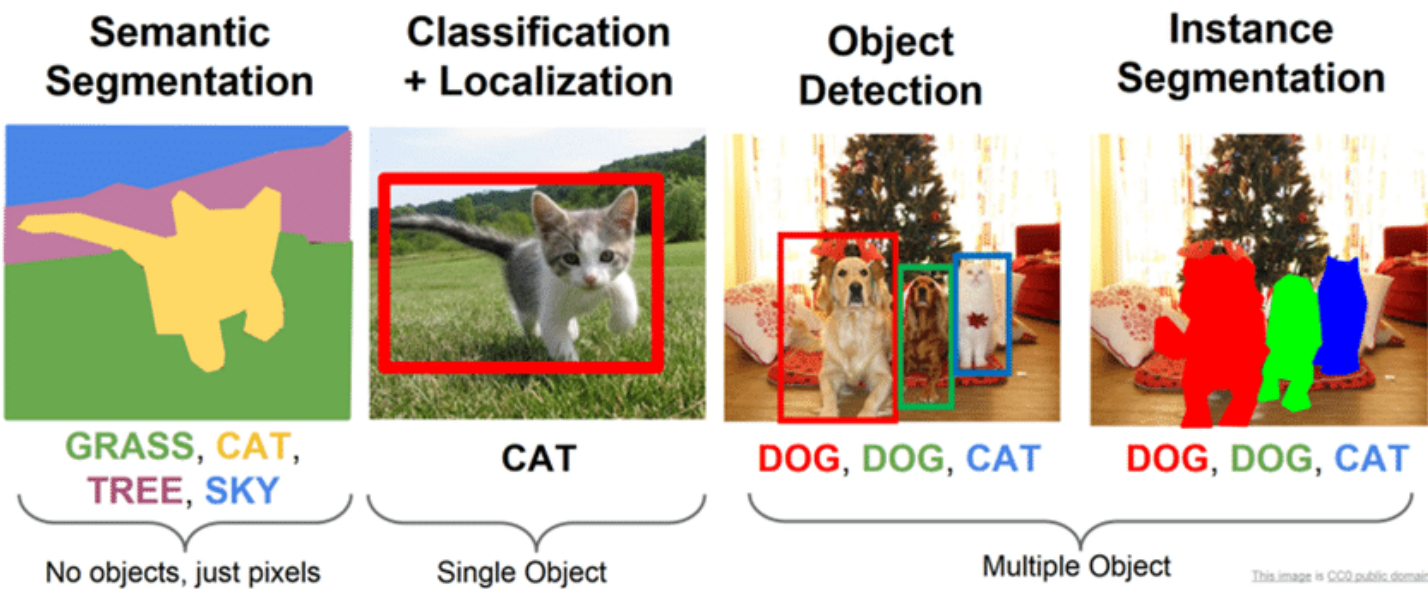 Semantic
Segmentation
Classification
+ Localization
Object
Detection
Instance
Segmentation
GRASS, CAT,
TREE, SKY
CAT
DOG, DOG, CAT
DOG, DOG, CAT
No objects, just pixels
Single Object
Multiple Object
This image is CC0 public domain